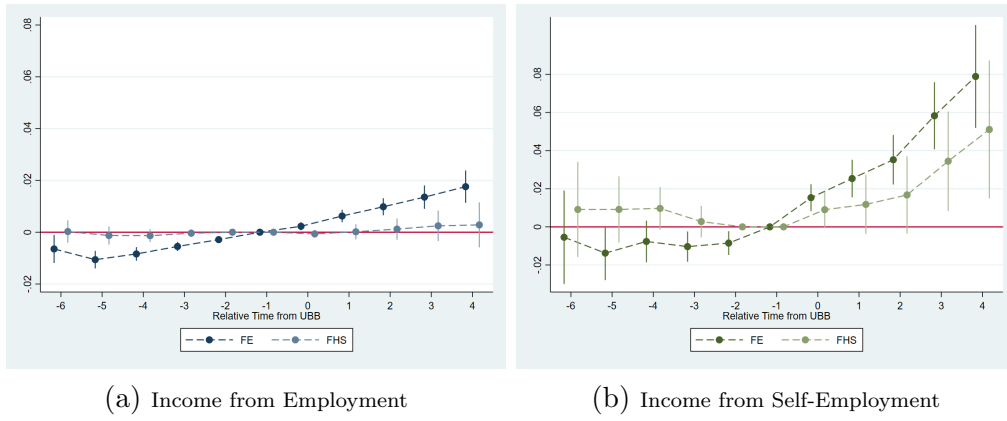 .08
.06
.04
.02
0
-.02
-6 -5 -4 -3 -2 -1 0 1 2 3 4
Relative Time from UBB
FE FHS
(a) Income from Employment
.08
.06
.04
.02
0
-.02
-6 -5 -4 -3 -2 -1 0 1 2 3 4
Relative Time from UBB
FE FHS
(b) Income from Self-Employment